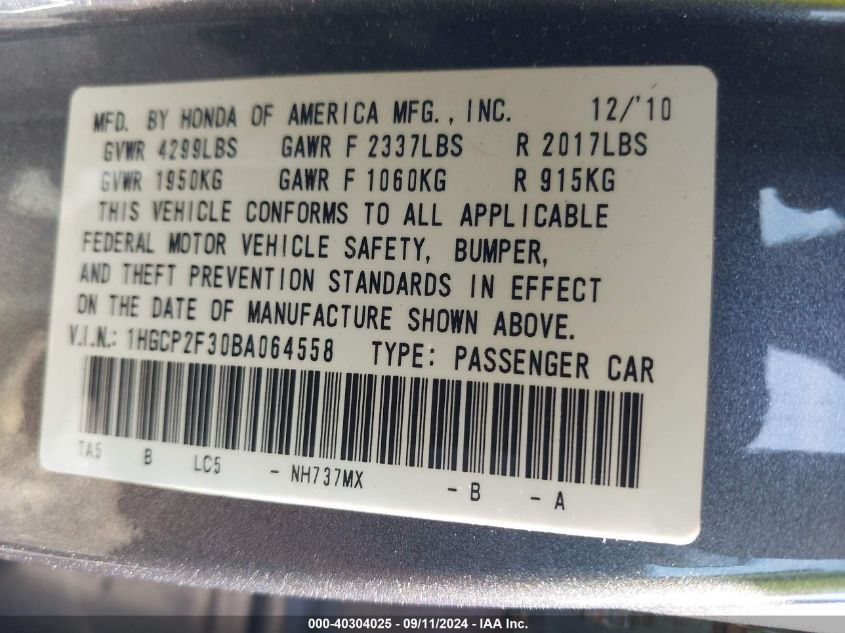 MFD. BY HONDA OF AMERICA MFG., INC. 12/'10
GVWR 4299LBS GAWR F 2337LBS R 2017LBS
GVWR 1950KG GAWR F 1060KG R 915KG
THIS VEHICLE CONFORMS TO ALL APPLICABLE
FEDERAL MOTOR VEHICLE SAFETY, BUMPER,
AND THEFT PREVENTION STANDARDS IN EFFECT
ON THE DATE OF MANUFACTURE SHOWN ABOVE.
V.I.N.: 1HGCP2F30BA064558 TYPE: PASSENGER CAR
TA5 B LC5 - NH737MX - B - A
000-40304025 - 09/11/2024 - IAA Inc.